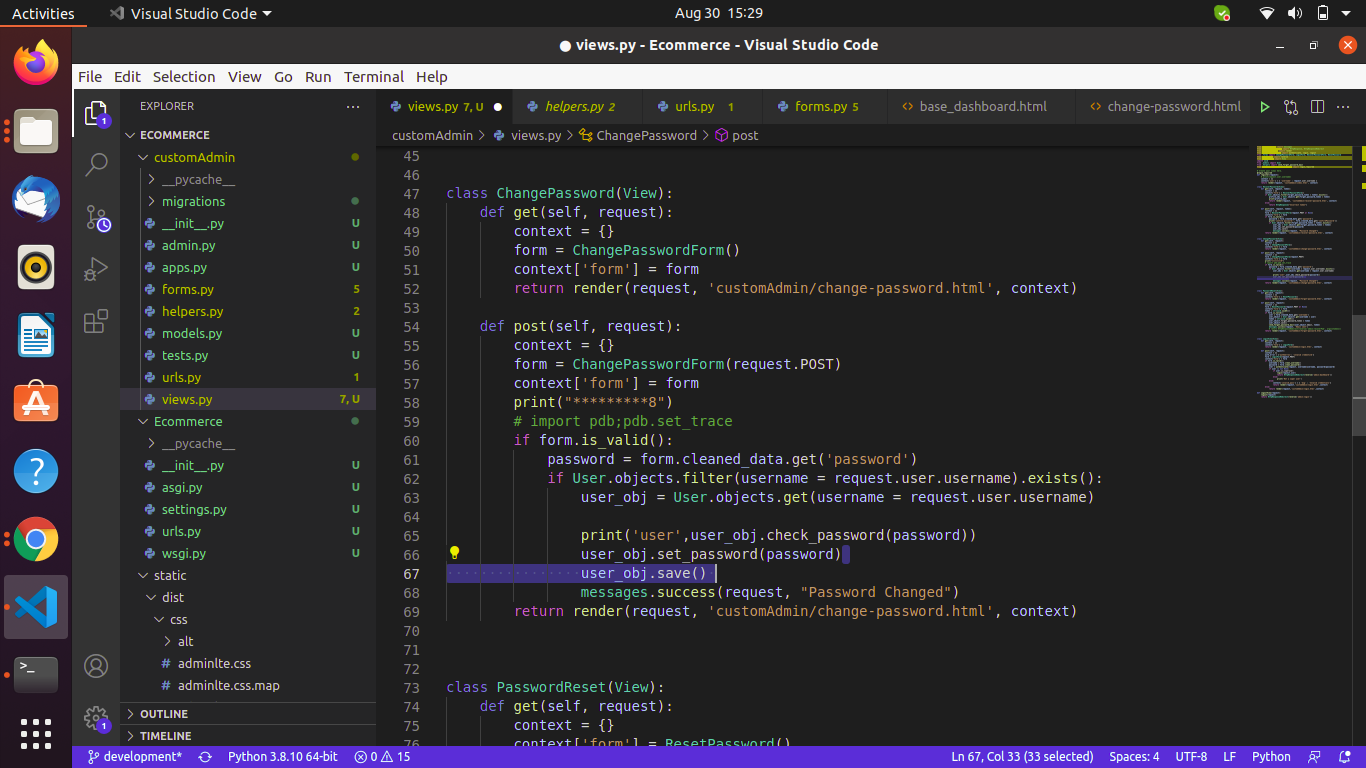 Activities
Visual Studio Code
Aug 30 15:29
● views.py - Ecommerce - Visual Studio Code
File Edit Selection View Go Run Terminal Help
EXPLORER
views.py 7, U
helpers.py 2
urls.py 1
forms.py 5
base_dashboard.html
change-password.html
customAdmin > views.py > ChangePassword > post
ECOMMERCE
customAdmin
__pycache__
migrations
__init__.py U
admin.py U
apps.py U
forms.py 5
helpers.py 2
models.py U
tests.py U
urls.py 1
views.py 7, U
Ecommerce
__pycache__
__init__.py U
asgi.py U
settings.py U
urls.py U
wsgi.py U
static
dist
css
alt
# adminlte.css
# adminlte.css.map
OUTLINE
TIMELINE
45
46
47 class ChangePassword(View):
48 def get(self, request):
49 context = {}
50 form = ChangePasswordForm()
51 context['form'] = form
52 return render(request, 'customAdmin/change-password.html', context)
53
54 def post(self, request):
55 context = {}
56 form = ChangePasswordForm(request.POST)
57 context['form'] = form
58 print("*********8")
59 # import pdb;pdb.set_trace
60 if form.is_valid():
61 password = form.cleaned_data.get('password')
62 if User.objects.filter(username = request.user.username).exists():
63 user_obj = User.objects.get(username = request.user.username)
64
65 print('user',user_obj.check_password(password))
66 user_obj.set_password(password)
67 user_obj.save()
68 messages.success(request, "Password Changed")
69 return render(request, 'customAdmin/change-password.html', context)
70
71
72
73 class PasswordReset(View):
74 def get(self, request):
75 context = {}
76 context['form'] = ResetPassword()
1
1
development*
Python 3.8.10 64-bit
0
15
Ln 67, Col 33 (33 selected)
Spaces: 4
UTF-8
LF
Python